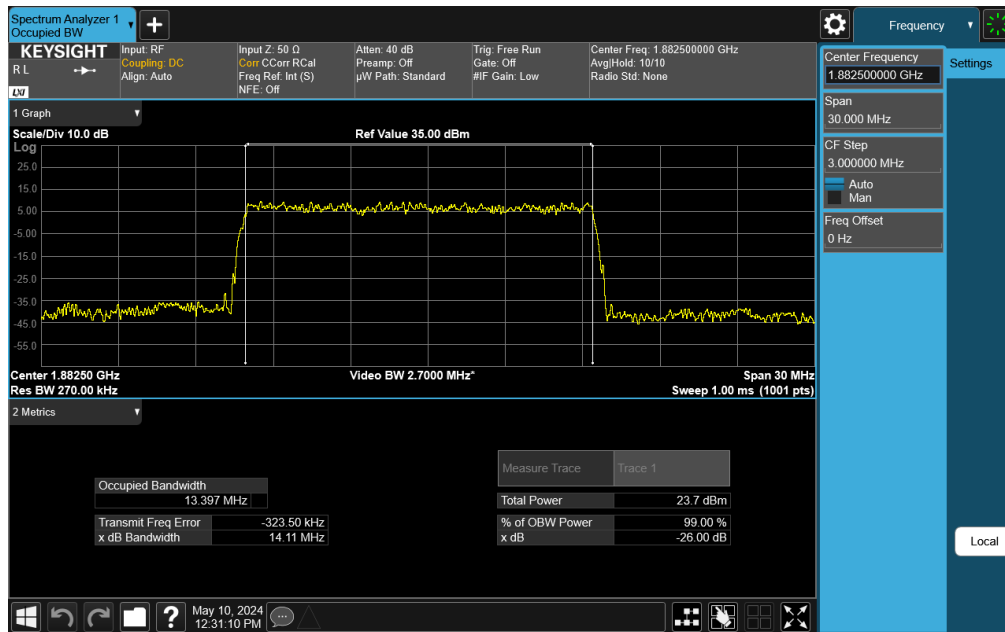 Spectrum Analyzer 1
Occupied BW
Frequency
KEYSIGHT
R L
LXI
Input: RF
Coupling: DC
Align: Auto
Input Z: 50 Ω
Corr CCorr RCal
Freq Ref: Int (S)
NFE: Off
Atten: 40 dB
Preamp: Off
µW Path: Standard
Trig: Free Run
Gate: Off
#IF Gain: Low
Center Freq: 1.882500000 GHz
Avg|Hold: 10/10
Radio Std: None
Center Frequency
1.882500000 GHz
Settings
Span
30.000 MHz
CF Step
3.000000 MHz
Auto
Man
Freq Offset
0 Hz
Local
1 Graph
Scale/Div 10.0 dB
Ref Value 35.00 dBm
Log
25.0
15.0
5.00
-5.00
-15.0
-25.0
-35.0
-45.0
-55.0
Center 1.88250 GHz
Video BW 2.7000 MHz*
Span 30 MHz
Res BW 270.00 kHz
Sweep 1.00 ms (1001 pts)
2 Metrics
Measure Trace Trace 1
Occupied Bandwidth
13.397 MHz
Total Power 23.7 dBm
Transmit Freq Error -323.50 kHz
% of OBW Power 99.00 %
x dB Bandwidth 14.11 MHz
x dB -26.00 dB
May 10, 2024
12:31:10 PM